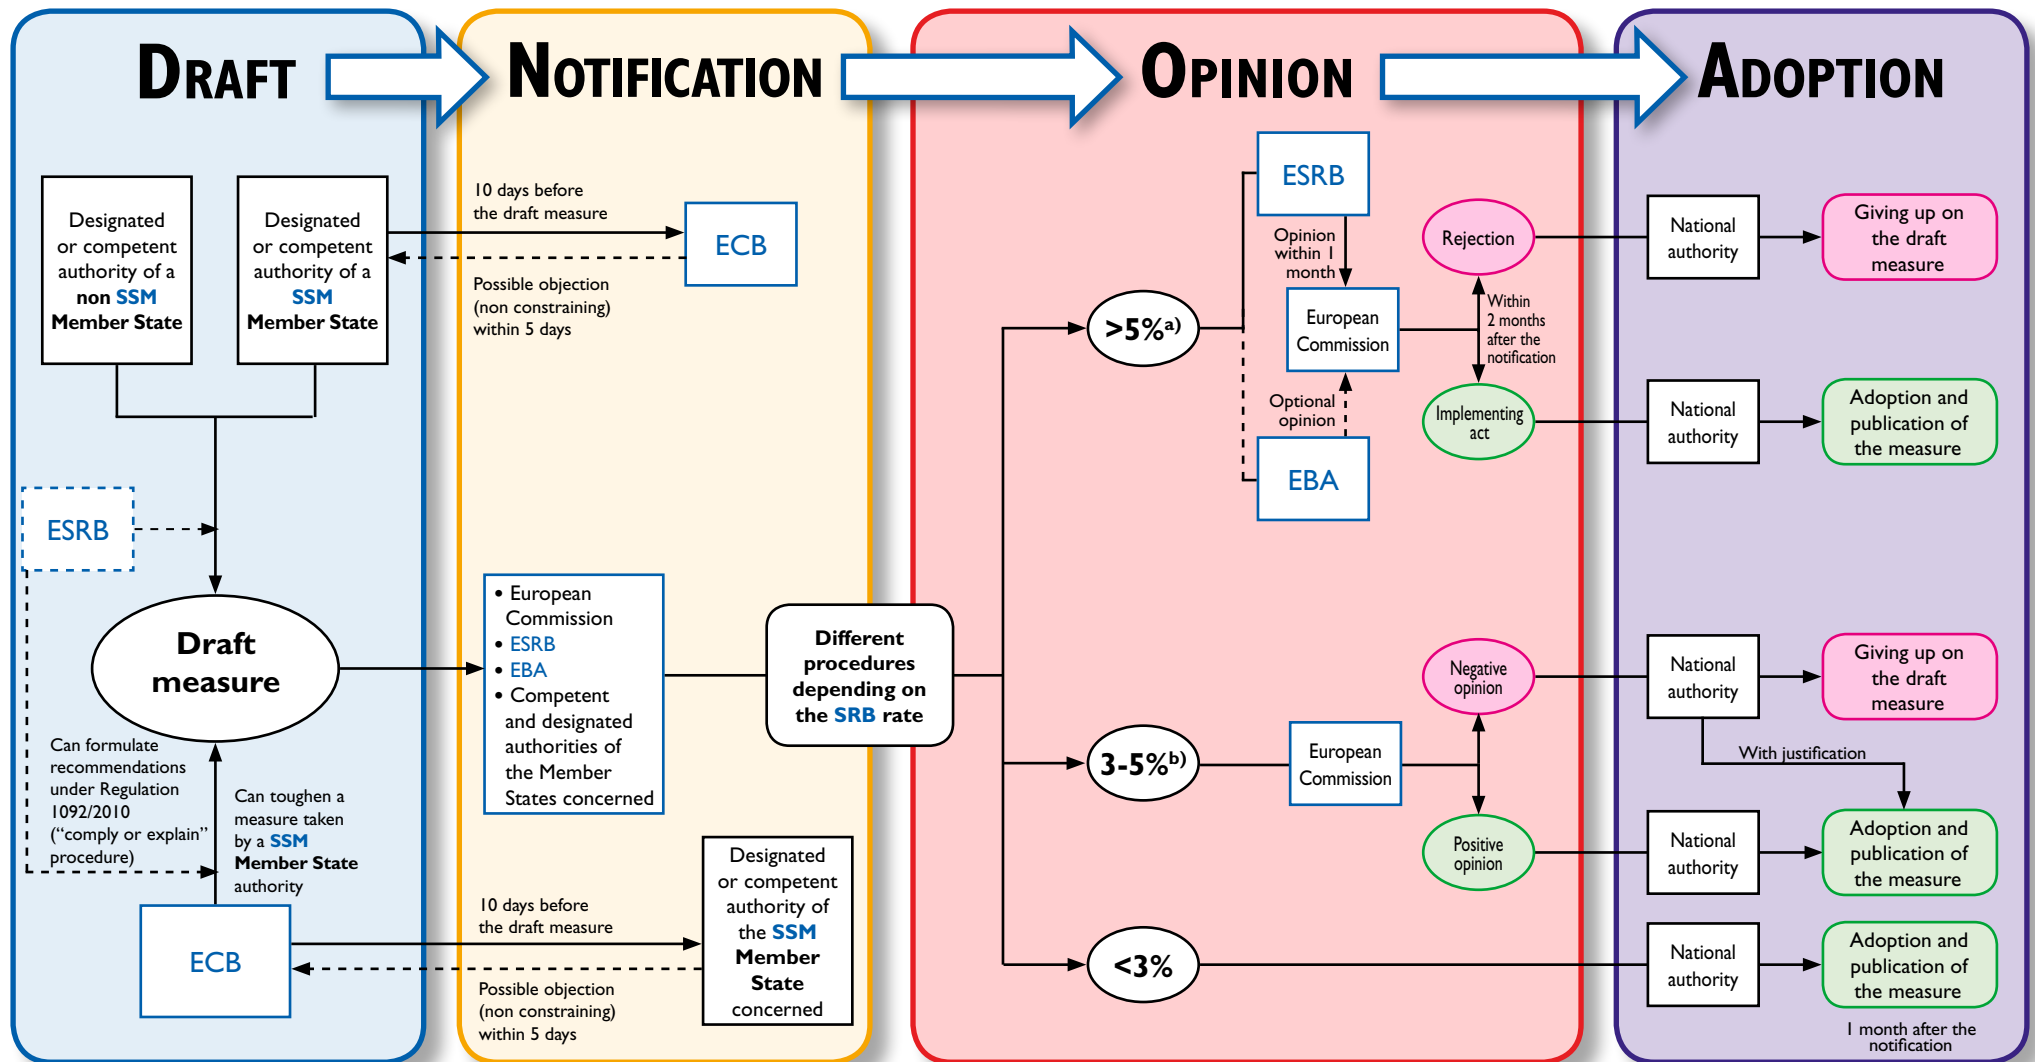 DRAFT
NOTIFICATION
OPINION
ADOPTION
Designated
or competent
authority of a
non SSM
Member State
Designated
or competent
authority of a
SSM
Member State
ESRB
Draft
measure
Can formulate
recommendations
under Regulation
1092/2010
(“comply or explain”
procedure)
Can toughen a
measure taken
by a SSM
Member State
authority
ECB
10 days before
the draft measure
ECB
Possible objection
(non constraining)
within 5 days
• European
Commission
• ESRB
• EBA
• Competent
and designated
authorities of
the Member
States concerned
Different
procedures
depending on
the SRB rate
10 days before
the draft measure
Possible objection
(non constraining)
within 5 days
Designated
or competent
authority of
the SSM
Member
State
concerned
>5%a)
ESRB
Opinion
within 1
month
European
Commission
Optional
opinion
EBA
Rejection
Within
2 months
after the
notification
Implementing
act
3-5%b)
European
Commission
Negative
opinion
Positive
opinion
<3%
National
authority
Giving up on
the draft
measure
National
authority
Adoption and
publication of
the measure
National
authority
Giving up on
the draft
measure
With justification
National
authority
Adoption and
publication of
the measure
National
authority
Adoption and
publication of
the measure
1 month after the
notification